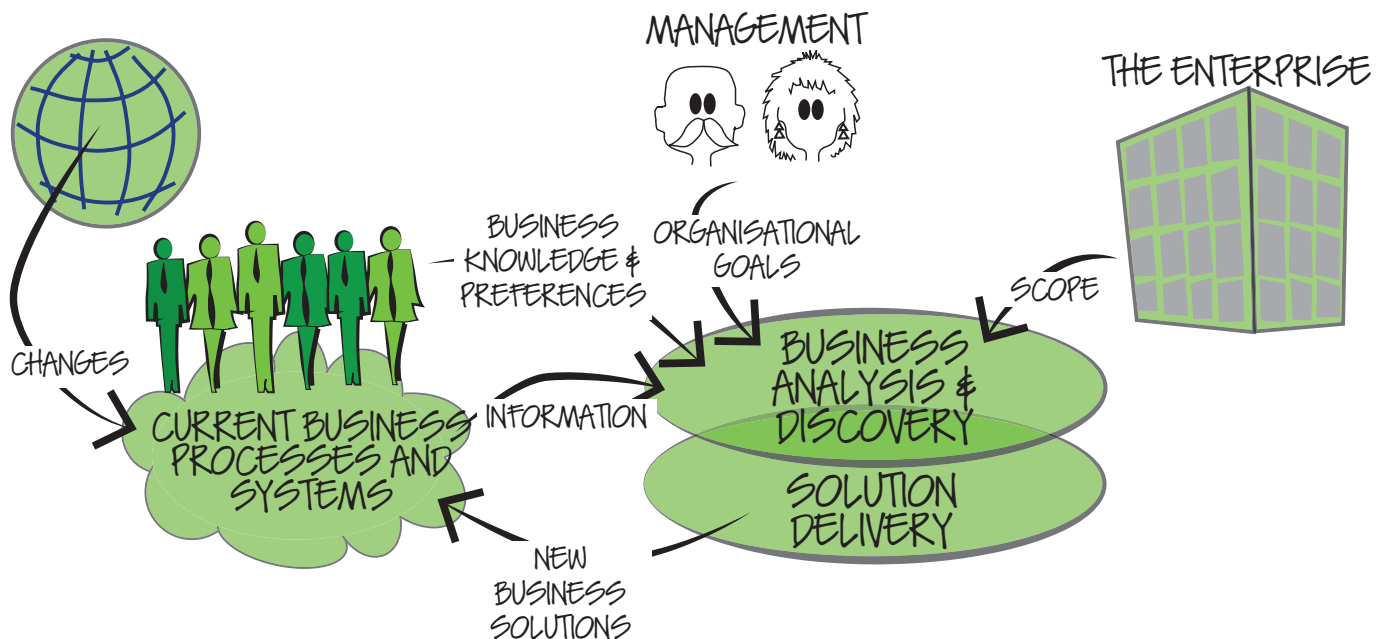 MANAGEMENT
THE ENTERPRISE
BUSINESS
KNOWLEDGE &
PREFERENCES
ORGANISATIONAL
GOALS
SCOPE
CHANGES
BUSINESS
ANALYSIS &
DISCOVERY
INFORMATION
CURRENT BUSINESS
PROCESSES AND
SYSTEMS
SOLUTION
DELIVERY
NEW
BUSINESS
SOLUTIONS